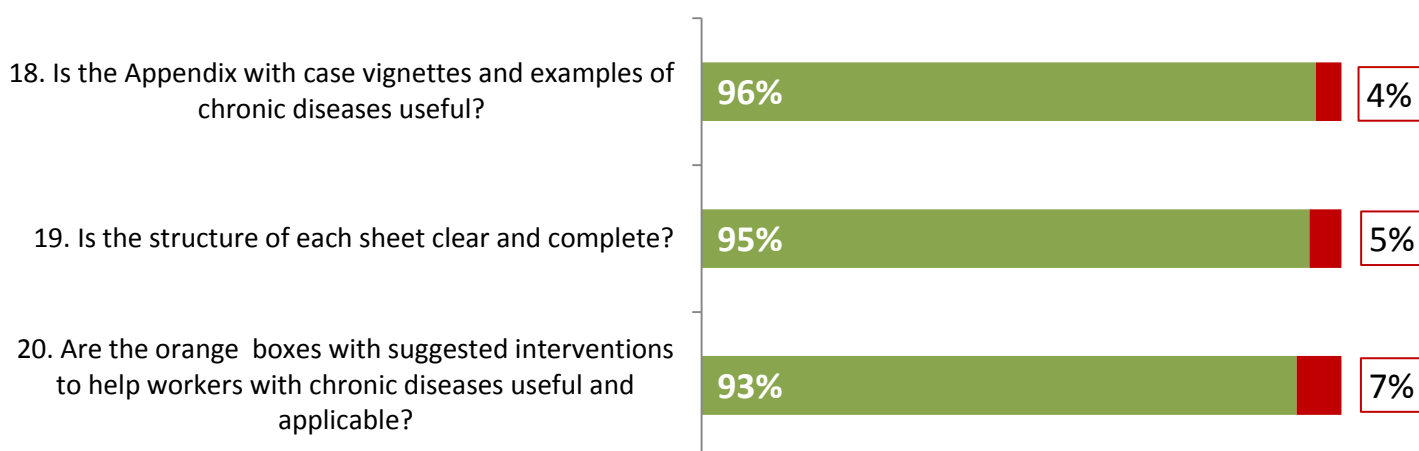 18. Is the Appendix with case vignettes and examples of
chronic diseases useful?
96%
4%
19. Is the structure of each sheet clear and complete?
95%
5%
20. Are the orange  boxes with suggested interventions
to help workers with chronic diseases useful and
applicable?
93%
7%